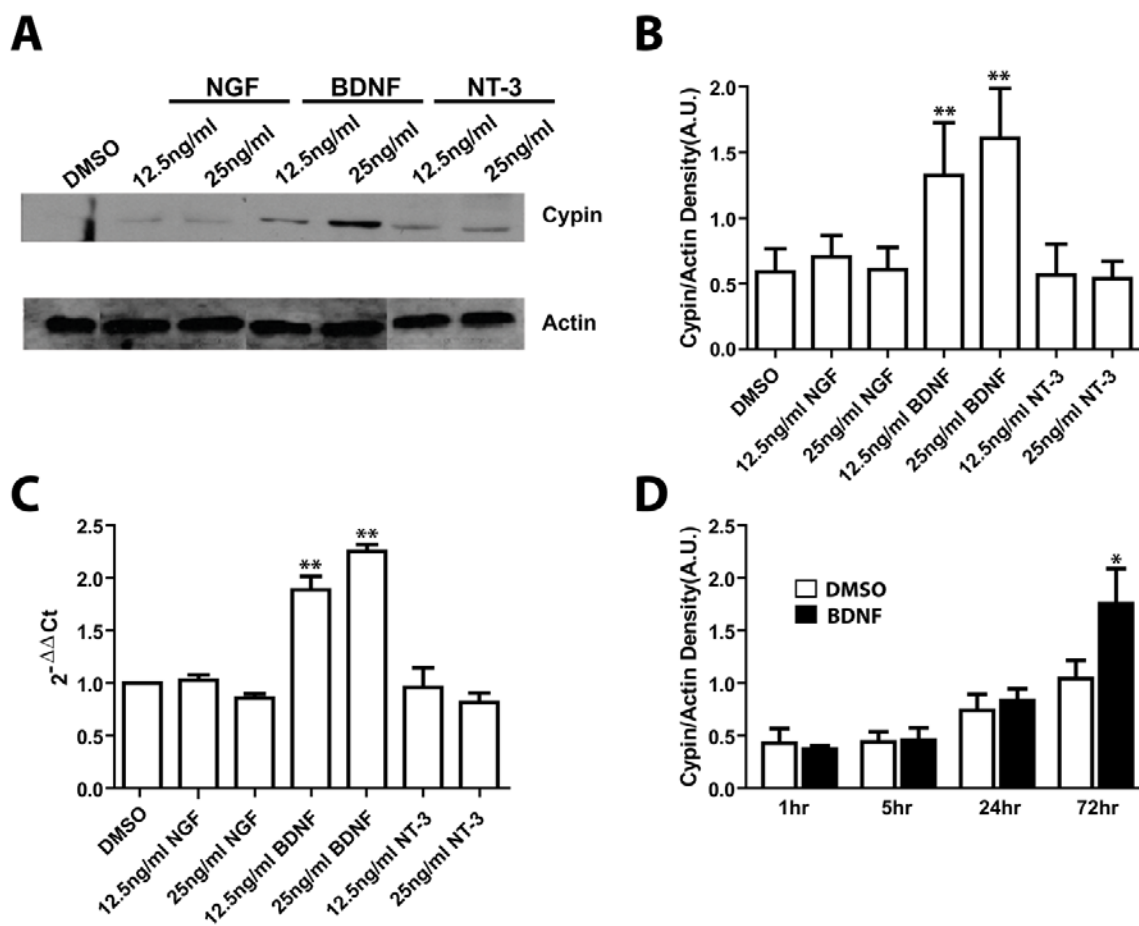 A
NGF BDNF NT-3
DMSO 12.5ng/ml 25ng/ml 12.5ng/ml 25ng/ml 12.5ng/ml 25ng/ml
Cypin
Actin
B
Cypin/Actin Density(A.U.)
2.0
1.5
1.0
0.5
0.0
** **
DMSO 12.5ng/ml NGF 25ng/ml NGF 12.5ng/ml BDNF 25ng/ml BDNF 12.5ng/ml NT-3 25ng/ml NT-3
C
2-ΔΔCt
2.5
2.0
1.5
1.0
0.5
0.0
** **
DMSO 12.5ng/ml NGF 25ng/ml NGF 12.5ng/ml BDNF 25ng/ml BDNF 12.5ng/ml NT-3 25ng/ml NT-3
D
Cypin/Actin Density(A.U.)
2.5
2.0
1.5
1.0
0.5
0.0
DMSO
BDNF
*
1hr 5hr 24hr 72hr